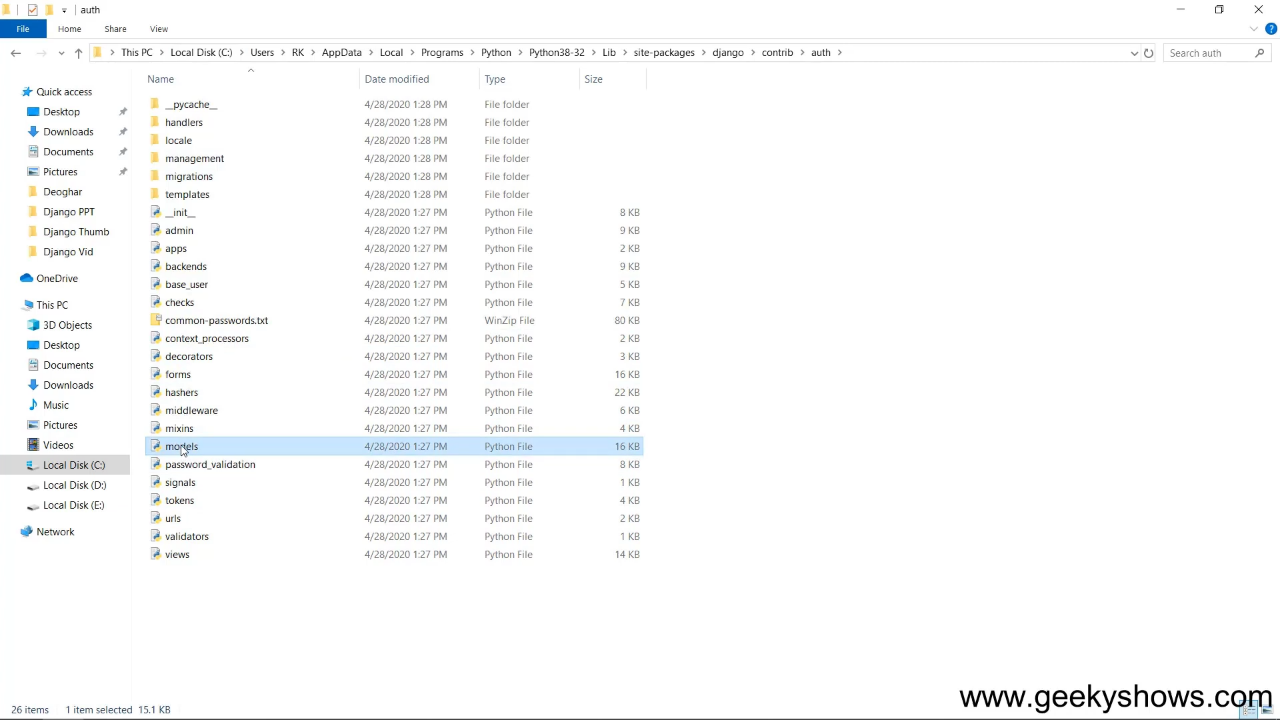 auth
File Home Share View
This PC Local Disk (C:) Users RK AppData Local Programs Python Python38-32 Lib site-packages django contrib auth Search auth
Name Date modified Type Size
Quick access
Desktop
Downloads
Documents
Pictures
Deoghar
Django PPT
Django Thumb
Django Vid
OneDrive
This PC
3D Objects
Desktop
Documents
Downloads
Music
Pictures
Videos
Local Disk (C:)
Local Disk (D:)
Local Disk (E:)
Network
__pycache__ 4/28/2020 1:28 PM File folder
handlers 4/28/2020 1:28 PM File folder
locale 4/28/2020 1:28 PM File folder
management 4/28/2020 1:28 PM File folder
migrations 4/28/2020 1:28 PM File folder
templates 4/28/2020 1:28 PM File folder
__init__ 4/28/2020 1:27 PM Python File 8 KB
admin 4/28/2020 1:27 PM Python File 9 KB
apps 4/28/2020 1:27 PM Python File 2 KB
backends 4/28/2020 1:27 PM Python File 9 KB
base_user 4/28/2020 1:27 PM Python File 5 KB
checks 4/28/2020 1:27 PM Python File 7 KB
common-passwords.txt 4/28/2020 1:27 PM WinZip File 80 KB
context_processors 4/28/2020 1:27 PM Python File 2 KB
decorators 4/28/2020 1:27 PM Python File 3 KB
forms 4/28/2020 1:27 PM Python File 16 KB
hashers 4/28/2020 1:27 PM Python File 22 KB
middleware 4/28/2020 1:27 PM Python File 6 KB
mixins 4/28/2020 1:27 PM Python File 4 KB
models 4/28/2020 1:27 PM Python File 16 KB
password_validation 4/28/2020 1:27 PM Python File 8 KB
signals 4/28/2020 1:27 PM Python File 1 KB
tokens 4/28/2020 1:27 PM Python File 4 KB
urls 4/28/2020 1:27 PM Python File 2 KB
validators 4/28/2020 1:27 PM Python File 1 KB
views 4/28/2020 1:27 PM Python File 14 KB
www.geekyshows.com
26 items 1 item selected 15.1 KB